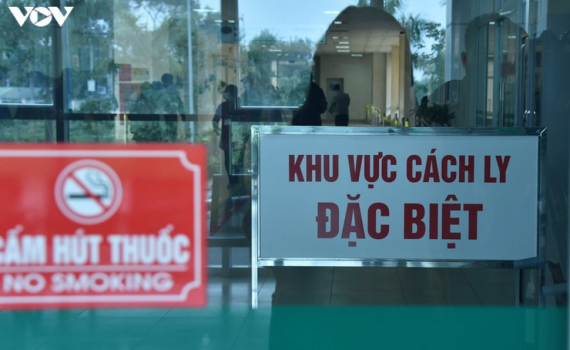 VOV
KHU VỰC CÁCH LY
ĐẶC BIỆT
CẤM HÚT THUỐC
NO SMOKING